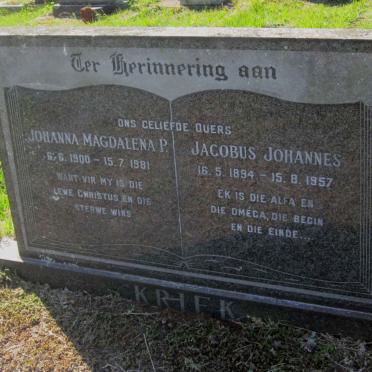 Ter Herinnering aan
ONS GELIEFDE OUERS
JOHANNA MAGDALENA P.
6.6.1900 - 15.7.1981
WANT VIR MY IS DIE
LEWE CHRISTUS EN DIE
STERWE WINS
JACOBUS JOHANNES
16.5.1894 - 15.8.1957
EK IS DIE ALFA EN
DIE OMÉGA, DIE BEGIN
EN DIE EINDE...
KRIEK